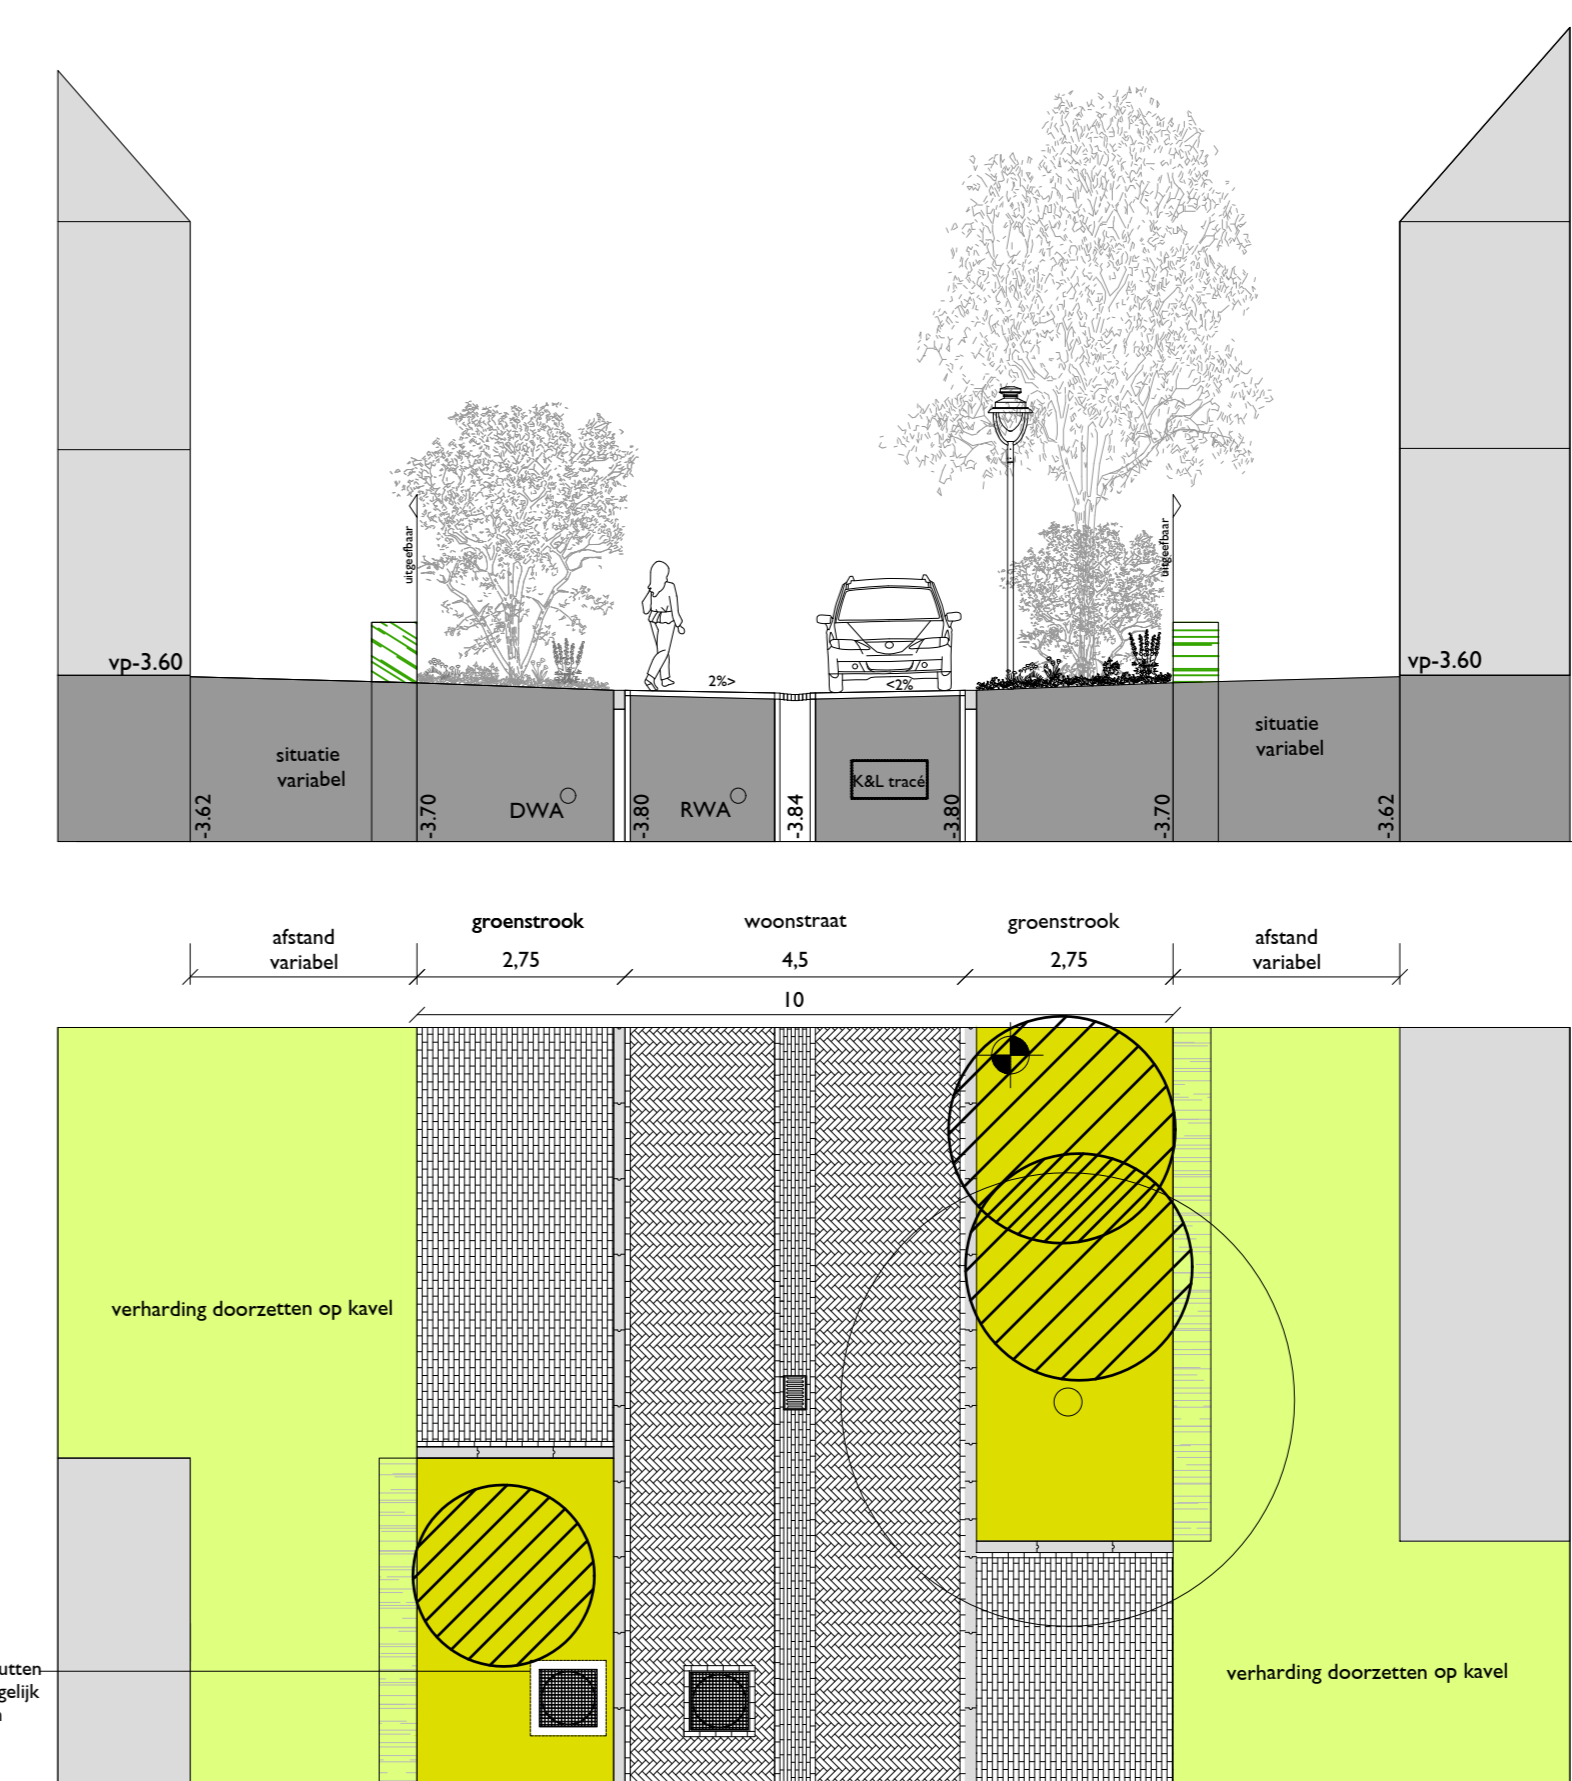 uitgeefbaar
uitgeefbaar
vp-3.60
vp-3.60
2%>
<2%
situatie
variabel
situatie
variabel
K&L tracé
DWA
RWA
-3.62
-3.70
-3.80
-3.84
-3.80
-3.70
-3.62
afstand
variabel
groenstrook
2,75
woonstraat
4,5
groenstrook
2,75
afstand
variabel
10
verharding doorzetten op kavel
verharding doorzetten op kavel
utten
gelijk